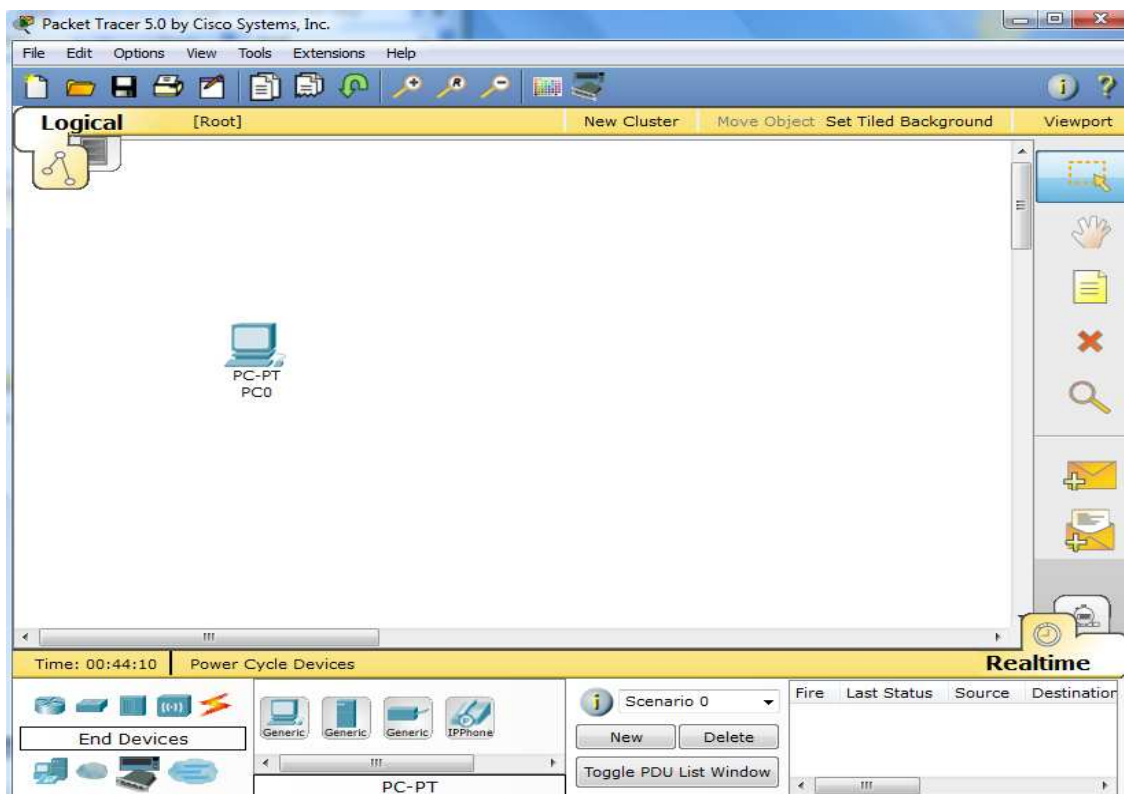 Packet Tracer 5.0 by Cisco Systems, Inc.
File Edit Options View Tools Extensions Help
Logical [Root] New Cluster Move Object Set Tiled Background Viewport
PC-PT
PC0
Time: 00:44:10 Power Cycle Devices Realtime
End Devices
Generic Generic Generic IPPhone
PC-PT
Scenario 0
New Delete
Toggle PDU List Window
Fire Last Status Source Destination